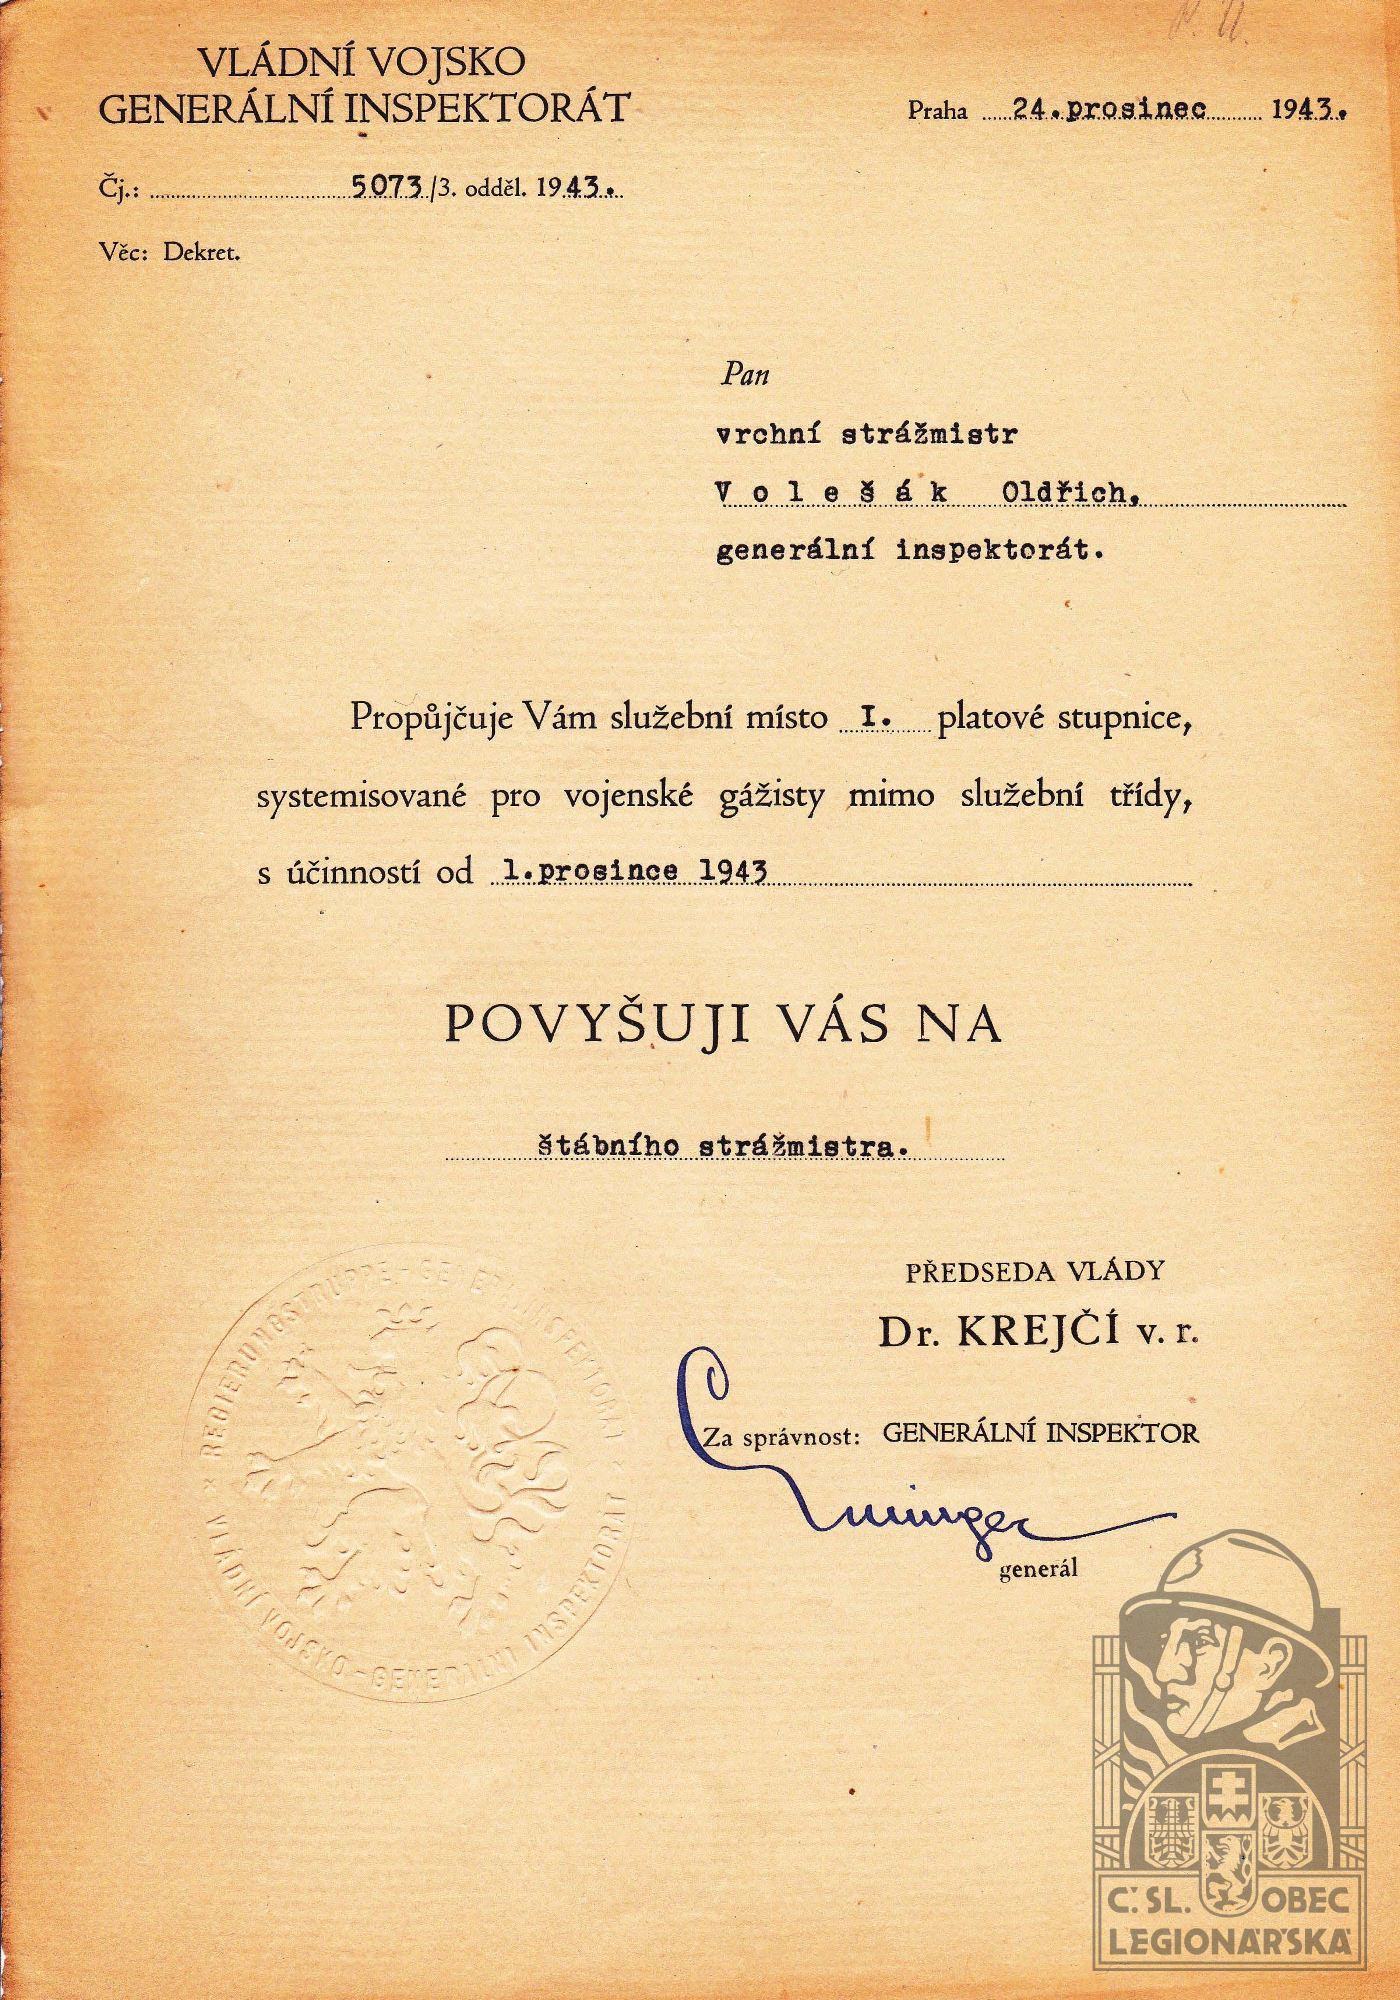 VLÁDNÍ VOJSKO
GENERÁLNÍ INSPEKTORÁT
Praha 24.prosinec 1943.
Čj.: 5073/3. odděl. 1943.
Věc: Dekret.
Pan
vrchní strážmistr
V o l e š á k Oldřich,
generální inspektorát.
Propůjčuje Vám služební místo I. platové stupnice,
systemisované pro vojenské gážisty mimo služební třídy,
s účinností od 1.prosince 1943
POVYŠUJI VÁS NA
štábního strážmistra.
PŘEDSEDA VLÁDY
Dr. KREJČÍ v. r.
Za správnost: GENERÁLNÍ INSPEKTOR
generál
REGIERUNGSTRUPPE - GENERALINSPEKTORAT
VLÁDNÍ VOJSKO - GENERÁLNÍ INSPEKTORÁT
Č. SL. OBEC
LEGIONÁŘSKÁ